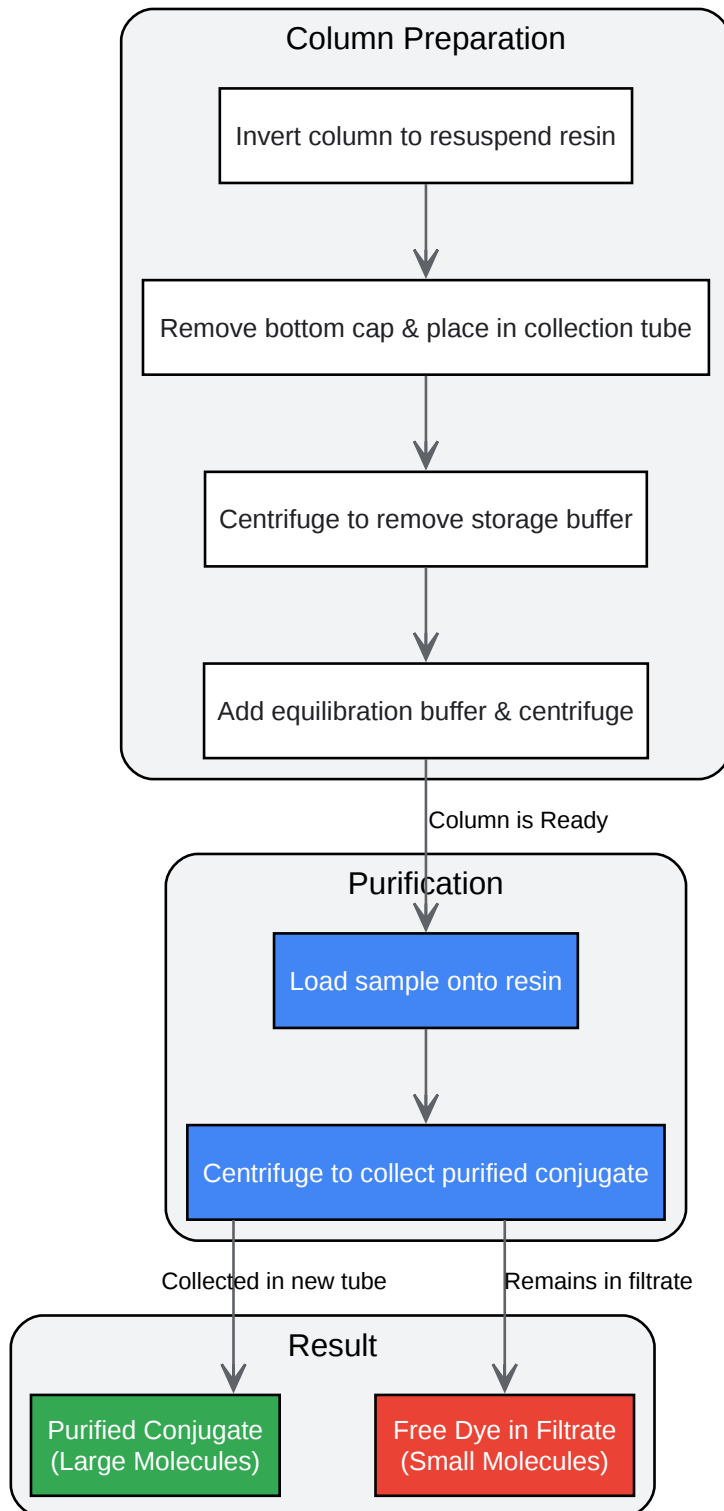 Column Preparation
Invert column to resuspend resin
Remove bottom cap & place in collection tube
Centrifuge to remove storage buffer
Add equilibration buffer & centrifuge
Column is Ready
Purification
Load sample onto resin
Centrifuge to collect purified conjugate
Collected in new tube
Remains in filtrate
Result
Purified Conjugate
(Large Molecules)
Free Dye in Filtrate
(Small Molecules)